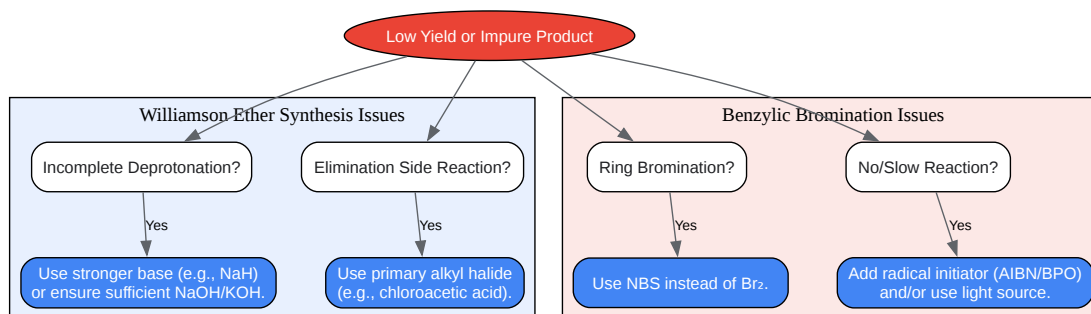 Low Yield or Impure Product
Williamson Ether Synthesis Issues
Benzylic Bromination Issues
Incomplete Deprotonation?
Elimination Side Reaction?
Ring Bromination?
No/Slow Reaction?
Yes
Yes
Yes
Yes
Use stronger base (e.g., NaH)
or ensure sufficient NaOH/KOH.
Use primary alkyl halide
(e.g., chloroacetic acid).
Use NBS instead of Br₂.
Add radical initiator (AIBN/BPO)
and/or use light source.